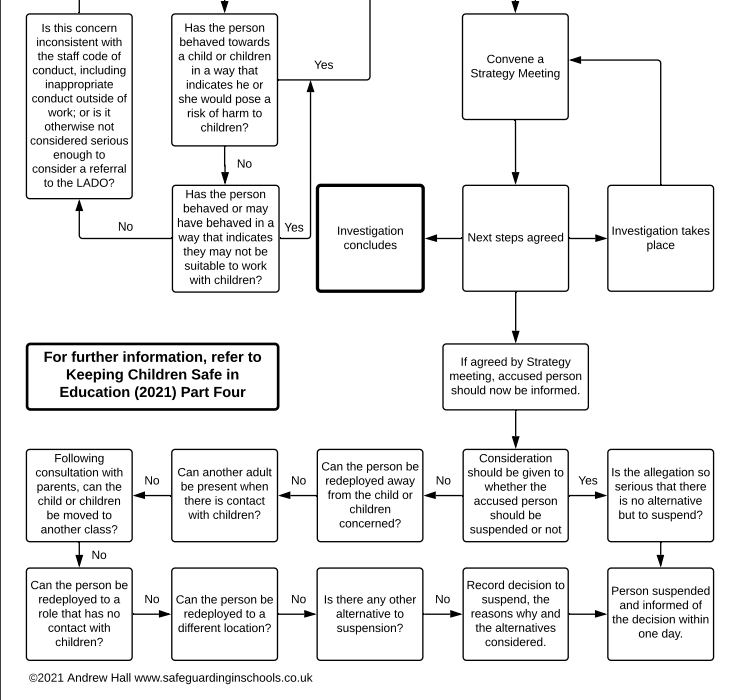 Is this concern
inconsistent with
the staff code of
conduct, including
inappropriate
conduct outside of
work; or is it
otherwise not
considered serious
enough to
consider a referral
to the LADO?
Has the person
behaved towards
a child or children
in a way that
indicates he or
she would pose a
risk of harm to
children?
Yes
Convene a
Strategy Meeting
No
Has the person
behaved or may
have behaved in a
way that indicates
they may not be
suitable to work
with children?
No
Yes
Investigation
concludes
Next steps agreed
Investigation takes
place
For further information, refer to
Keeping Children Safe in
Education (2021) Part Four
If agreed by Strategy
meeting, accused person
should now be informed.
Following
consultation with
parents, can the
child or children
be moved to
another class?
No
Can another adult
be present when
there is contact
with children?
No
Can the person be
redeployed away
from the child or
children
concerned?
No
Consideration
should be given to
whether the
accused person
should be
suspended or not
Yes
Is the allegation so
serious that there
is no alternative
but to suspend?
No
Can the person be
redeployed to a
role that has no
contact with
children?
No
Can the person be
redeployed to a
different location?
No
Is there any other
alternative to
suspension?
No
Record decision to
suspend, the
reasons why and
the alternatives
considered.
Person suspended
and informed of
the decision within
one day.
©2021 Andrew Hall www.safeguardinginschools.co.uk